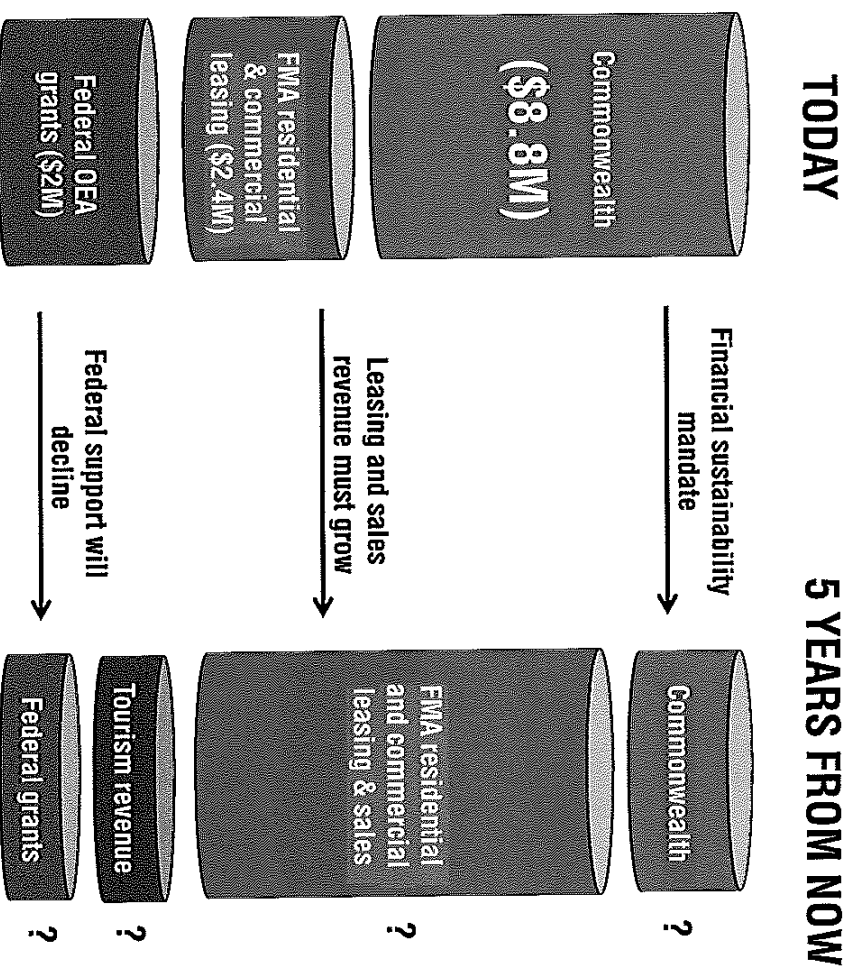 TODAY
5 YEARS FROM NOW
Commonwealth
($8.8M)
Financial sustainability
mandate
Commonwealth
?
FMA residential
& commercial
leasing ($2.4M)
Leasing and sales
revenue must grow
FMA residential
and commercial
leasing & sales
?
Tourism revenue
?
Federal OEA
grants ($2M)
Federal support will
decline
Federal grants
?